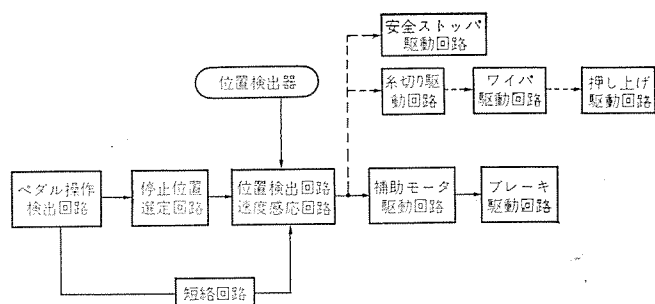 安全ストッパ
駆動回路
位置検出器
糸切り駆
動回路
ワイパ
駆動回路
押し上げ
駆動回路
ペダル操作
検出回路
停止位置
選定回路
位置検出回路
速度感応回路
補助モータ
駆動回路
ブレーキ
駆動回路
短絡回路